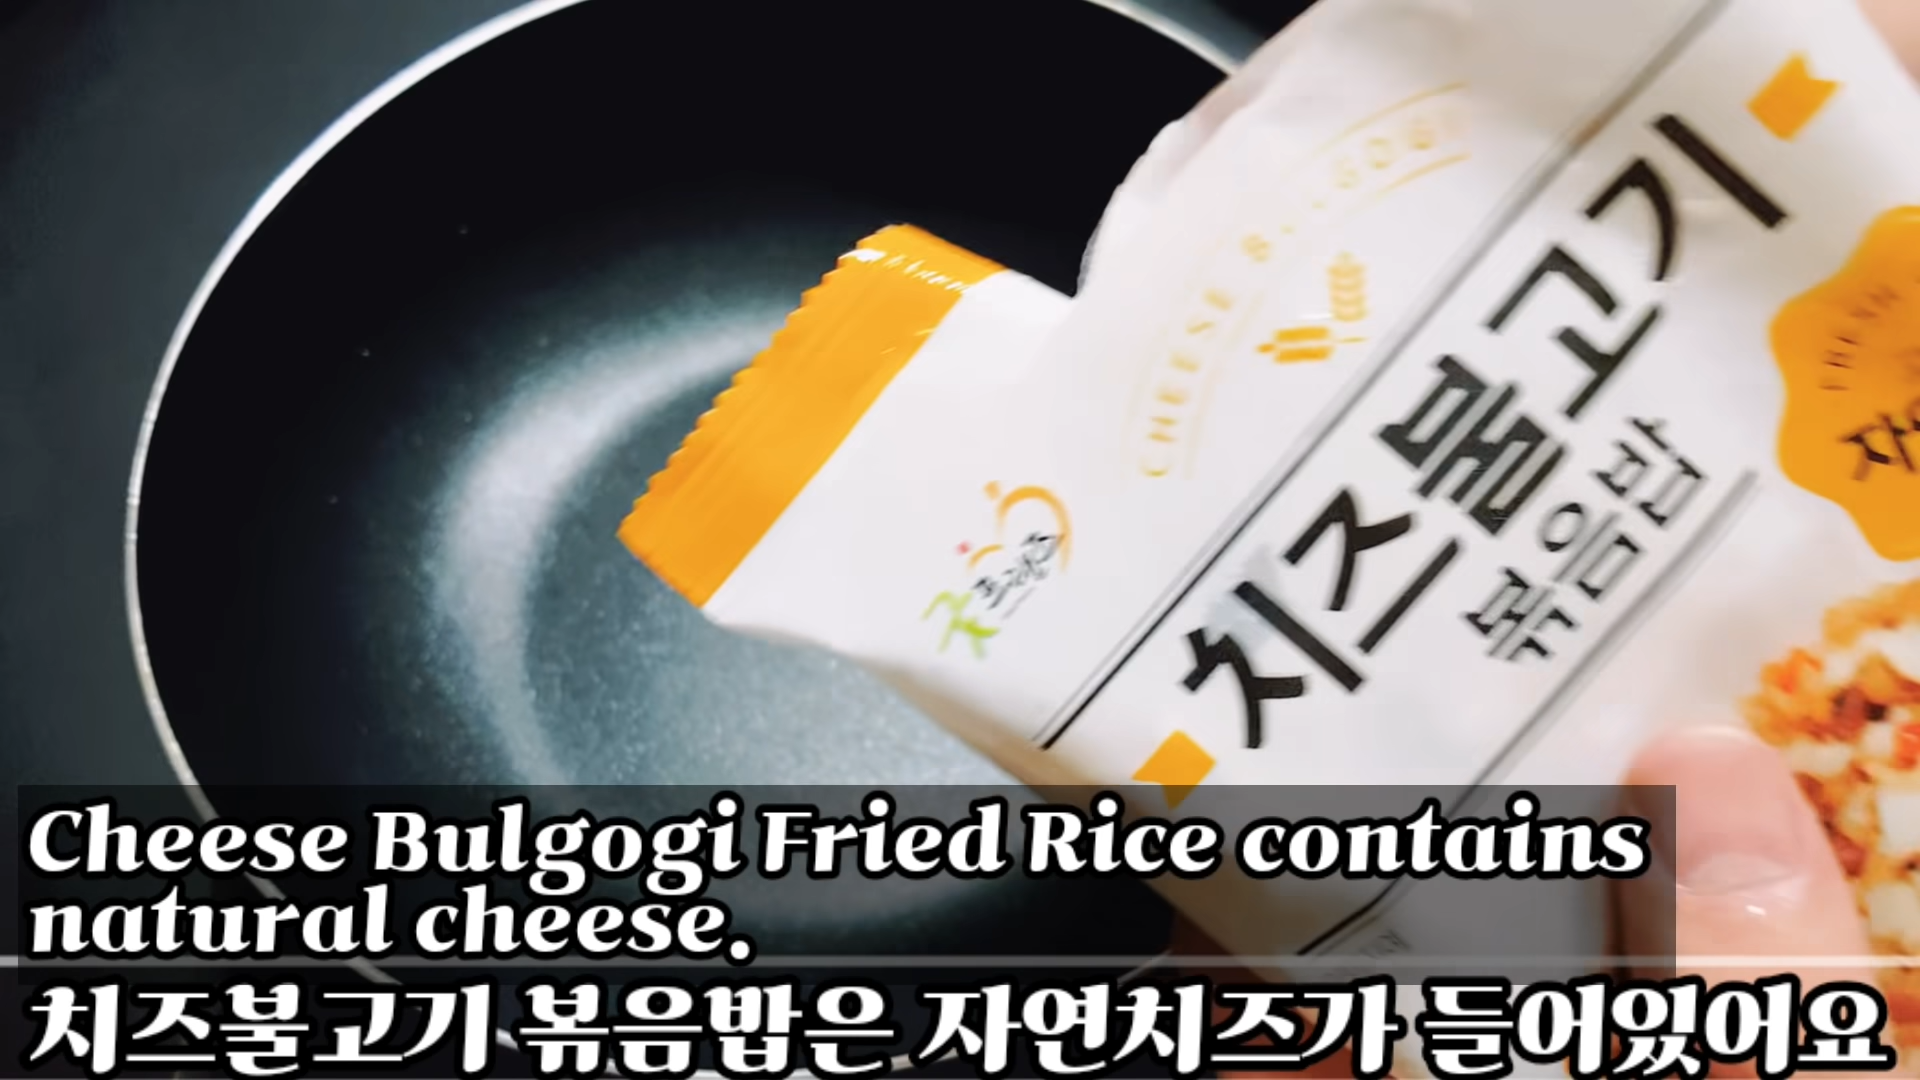 CHEESE
치즈불고기
볶음밥
Cheese Bulgogi Fried Rice contains
natural cheese.
치즈불고기 볶음밥은 자연치즈가 들어있어요